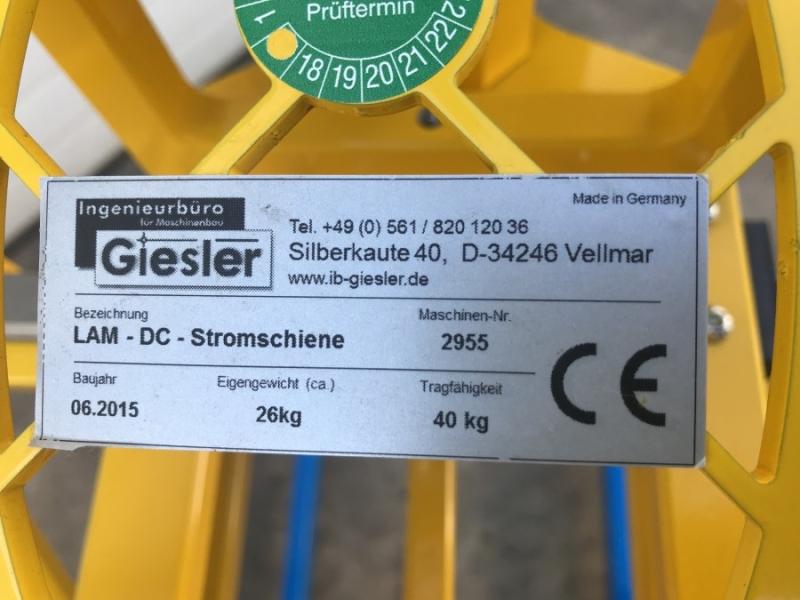 Prüftermin
1
18 19 20 21 22
Made in Germany
Ingenieurbüro
für Maschinenbau
Giesler
Tel. +49 (0) 561 / 820 120 36
Silberkaute 40, D-34246 Vellmar
www.ib-giesler.de
Bezeichnung
LAM - DC - Stromschiene
Maschinen-Nr.
2955
Baujahr
06.2015
Eigengewicht (ca.)
26kg
Tragfähigkeit
40 kg
CE